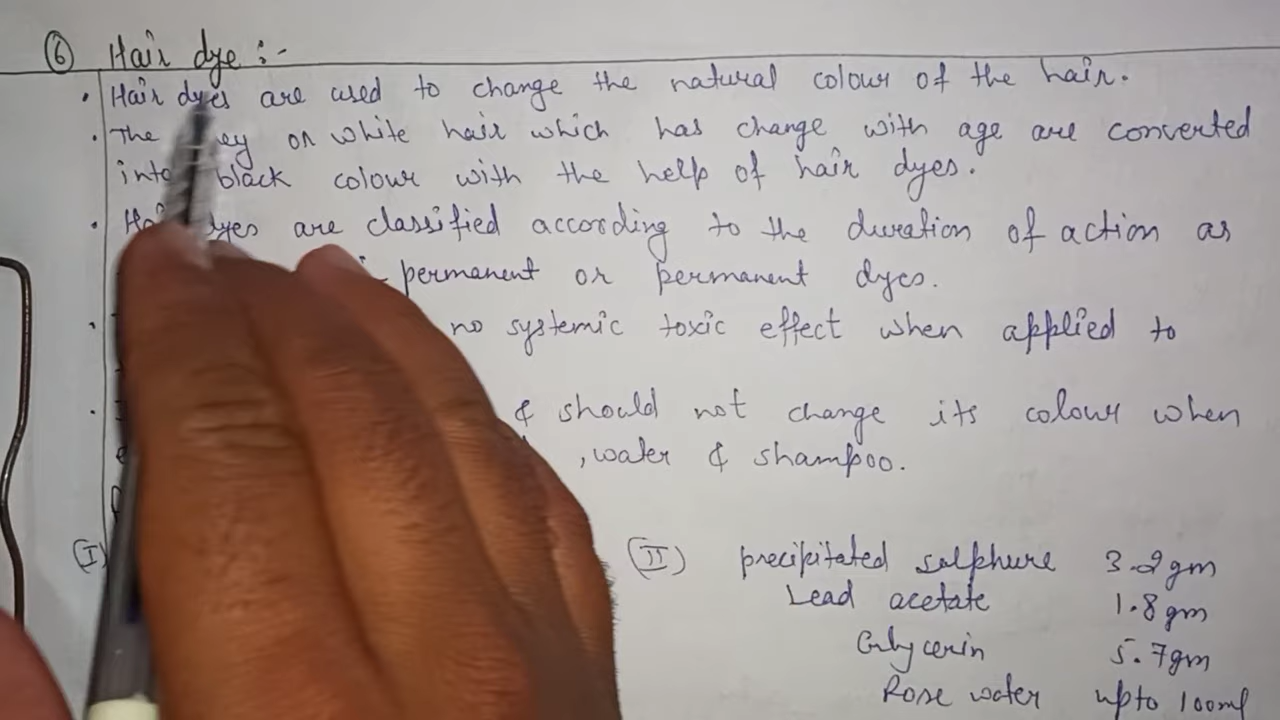 ⑥ Hair dye :-
• Hair dyes are used to change the natural colour of the hair.
• The or white hair which has change with age are converted
into black colour with the help of hair dyes.
• dyes are classified according to the duration of action as
- permanent or permanent dyes.
• no systemic toxic effect when applied to
• & should not change its colour when
, water & shampoo.
(I) (II) precipitated sulphure 3.2gm
Lead acetate 1.8gm
Glycerin 5.7gm
Rose water upto 100ml